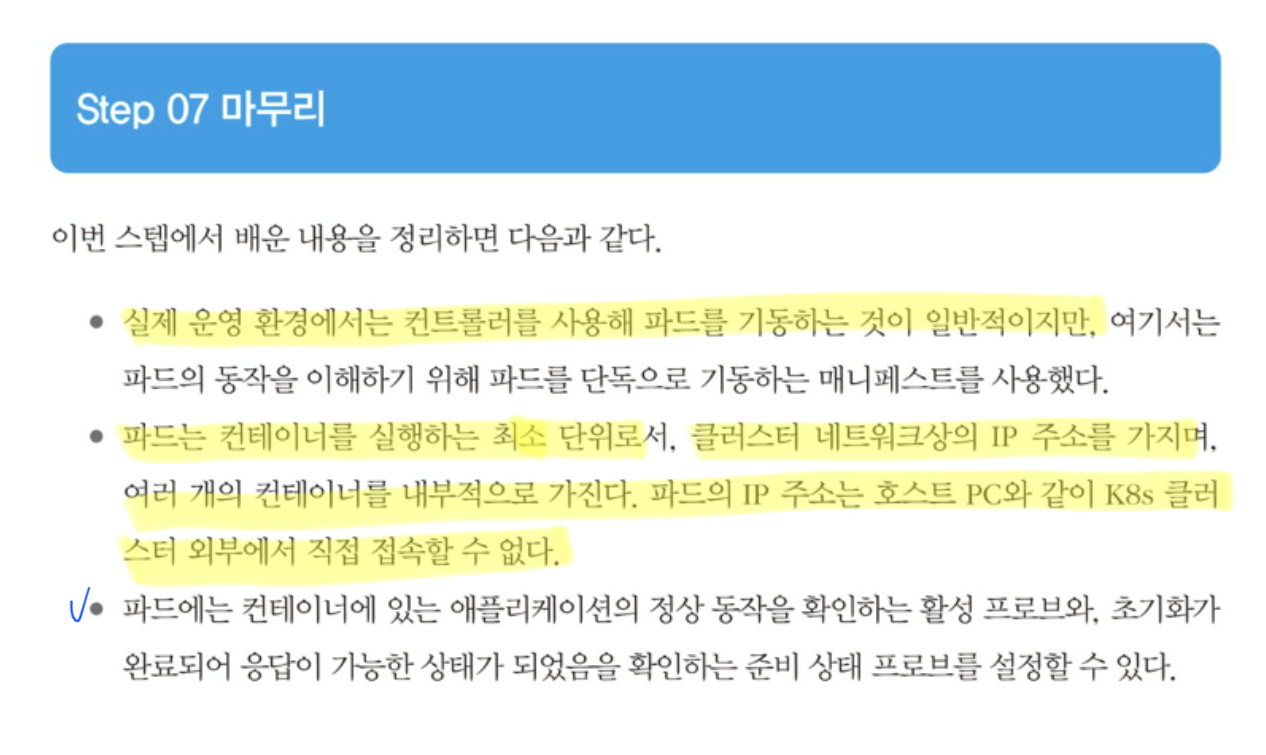 Step 07 마무리
이번 스텝에서 배운 내용을 정리하면 다음과 같다.
● 실제 운영 환경에서는 컨트롤러를 사용해 파드를 기동하는 것이 일반적이지만, 여기서는
파드의 동작을 이해하기 위해 파드를 단독으로 기동하는 매니페스트를 사용했다.
● 파드는 컨테이너를 실행하는 최소 단위로서, 클러스터 네트워크상의 IP 주소를 가지며,
여러 개의 컨테이너를 내부적으로 가진다. 파드의 IP 주소는 호스트 PC와 같이 K8s 클러
스터 외부에서 직접 접속할 수 없다.
● 파드에는 컨테이너에 있는 애플리케이션의 정상 동작을 확인하는 활성 프로브와, 초기화가
완료되어 응답이 가능한 상태가 되었음을 확인하는 준비 상태 프로브를 설정할 수 있다.